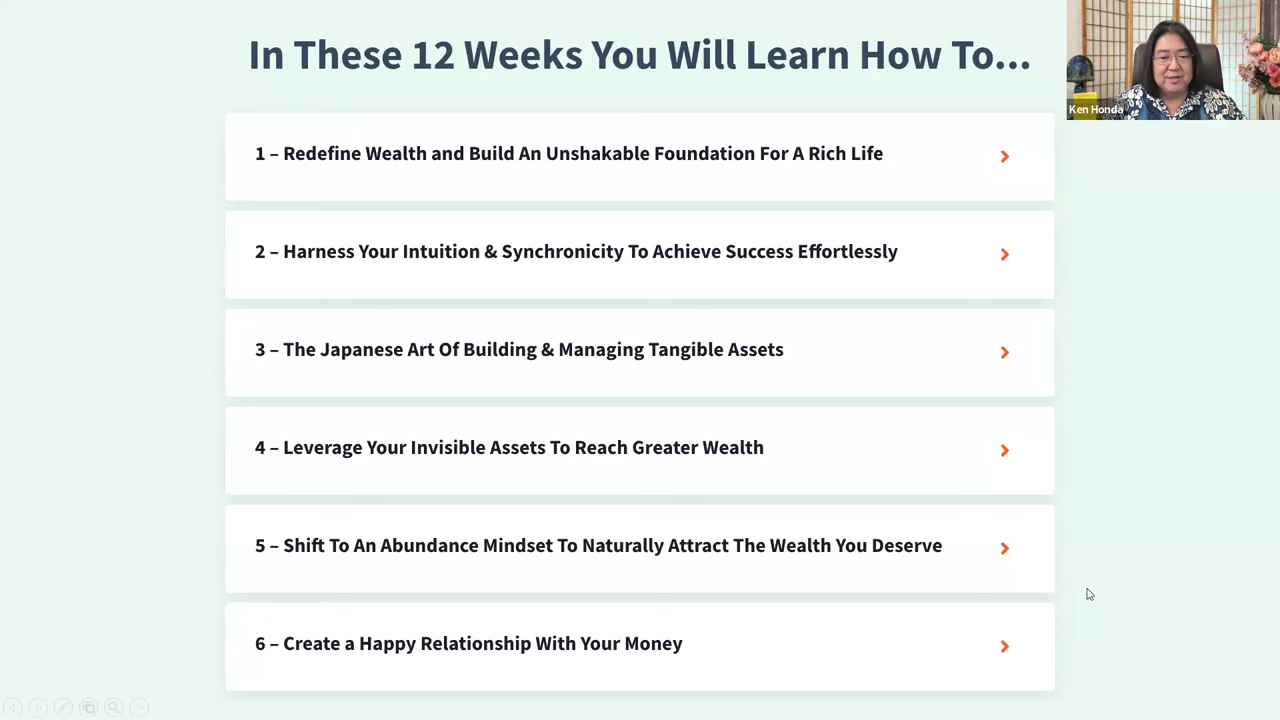 In These 12 Weeks You Will Learn How To...
Ken Honda
1 – Redefine Wealth and Build An Unshakable Foundation For A Rich Life
2 – Harness Your Intuition & Synchronicity To Achieve Success Effortlessly
3 – The Japanese Art Of Building & Managing Tangible Assets
4 – Leverage Your Invisible Assets To Reach Greater Wealth
5 – Shift To An Abundance Mindset To Naturally Attract The Wealth You Deserve
6 – Create a Happy Relationship With Your Money